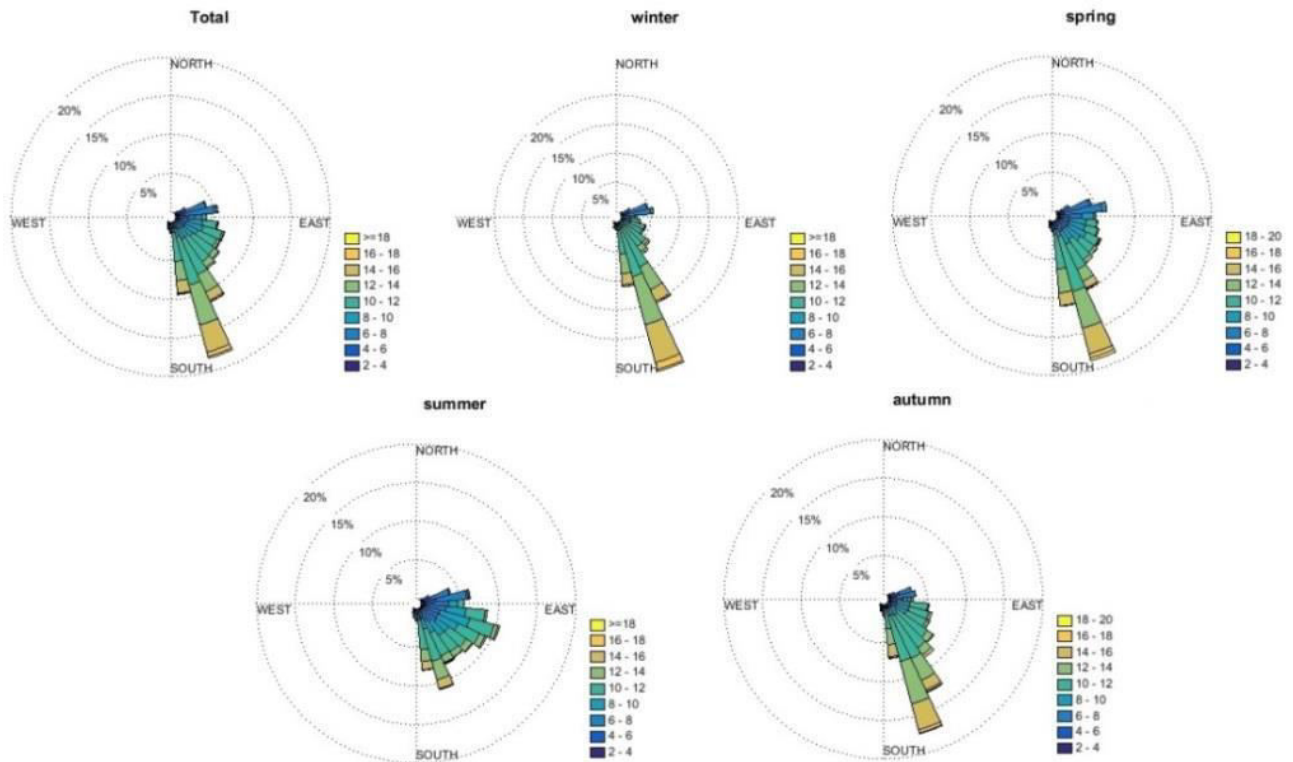 Total
NORTH
20%
15%
10%
5%
WEST
EAST
SOUTH
>=18
16 - 18
14 - 16
12 - 14
10 - 12
8 - 10
6 - 8
4 - 6
2 - 4
winter
NORTH
20%
15%
10%
5%
WEST
EAST
SOUTH
>=18
16 - 18
14 - 16
12 - 14
10 - 12
8 - 10
6 - 8
4 - 6
2 - 4
spring
NORTH
20%
15%
10%
5%
WEST
EAST
SOUTH
18 - 20
16 - 18
14 - 16
12 - 14
10 - 12
8 - 10
6 - 8
4 - 6
2 - 4
summer
NORTH
20%
15%
10%
5%
WEST
EAST
SOUTH
>=18
16 - 18
14 - 16
12 - 14
10 - 12
8 - 10
6 - 8
4 - 6
2 - 4
autumn
NORTH
20%
15%
10%
5%
WEST
EAST
SOUTH
18 - 20
16 - 18
14 - 16
12 - 14
10 - 12
8 - 10
6 - 8
4 - 6
2 - 4